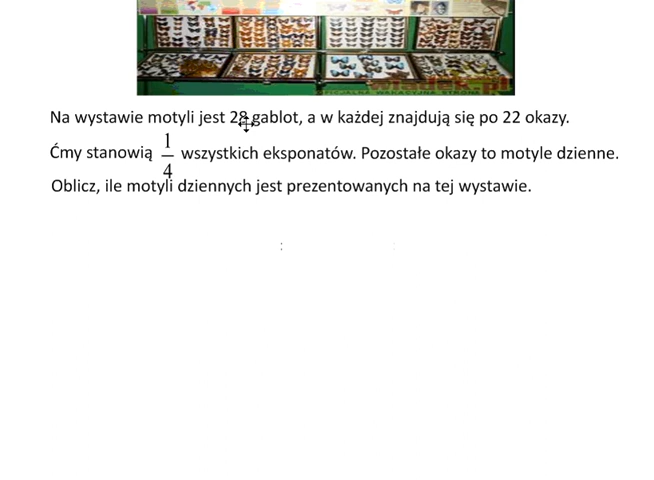 Na wystawie motyli jest 28 gablot, a w każdej znajdują się po 22 okazy.
Ćmy stanowią 1/4 wszystkich eksponatów. Pozostałe okazy to motyle dzienne.
Oblicz, ile motyli dziennych jest prezentowanych na tej wystawie.
: